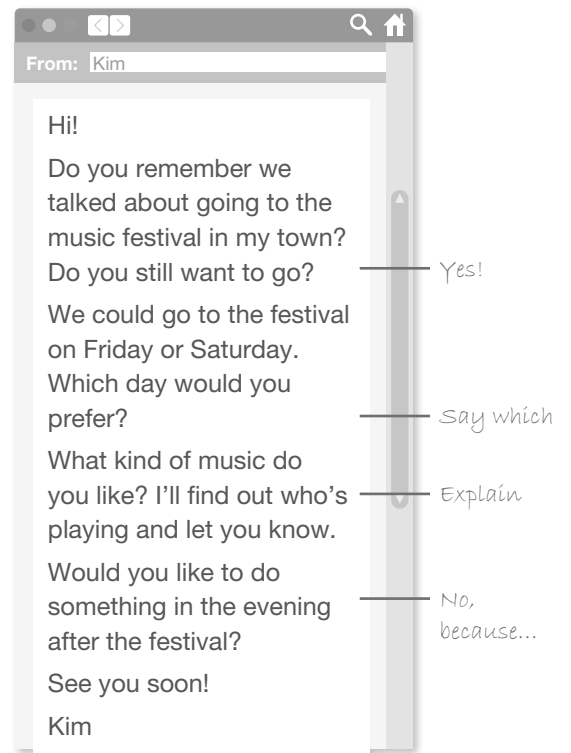 From: Kim
Hi!
Do you remember we
talked about going to the
music festival in my town?
Do you still want to go?
Yes!
We could go to the festival
on Friday or Saturday.
Which day would you
prefer?
Say which
What kind of music do
you like? I'll find out who's
Explain
playing and let you know.
Would you like to do
something in the evening
No,
because...
after the festival?
See you soon!
Kim